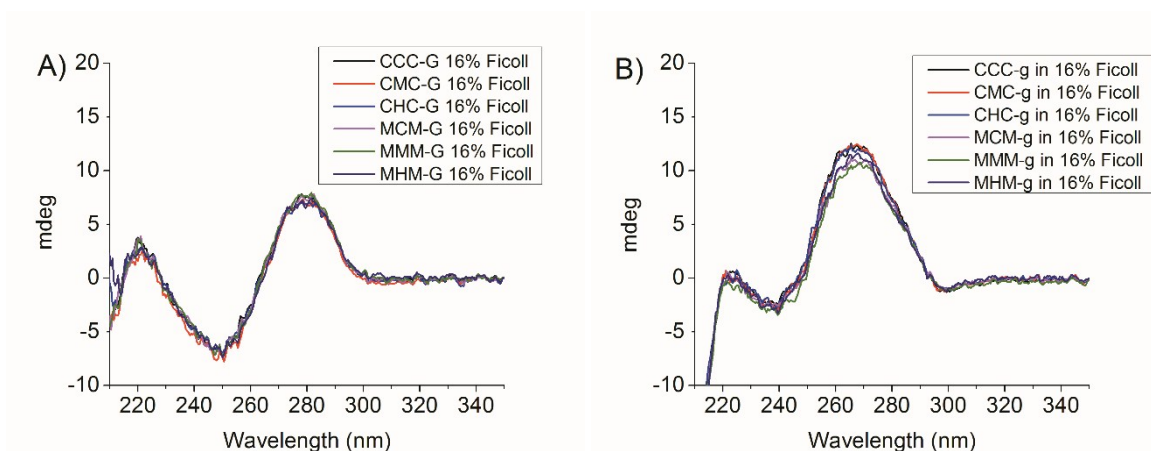 A)
20
15
10
5
0
-5
-10
mdeg
CCC-G 16% Ficoll
CMC-G 16% Ficoll
CHC-G 16% Ficoll
MCM-G 16% Ficoll
MMM-G 16% Ficoll
MHM-G 16% Ficoll
220 240 260 280 300 320 340
Wavelength (nm)
B)
20
15
10
5
0
-5
-10
mdeg
CCC-g in 16% Ficoll
CMC-g in 16% Ficoll
CHC-g in 16% Ficoll
MCM-g in 16% Ficoll
MMM-g in 16% Ficoll
MHM-g in 16% Ficoll
220 240 260 280 300 320 340
Wavelength (nm)